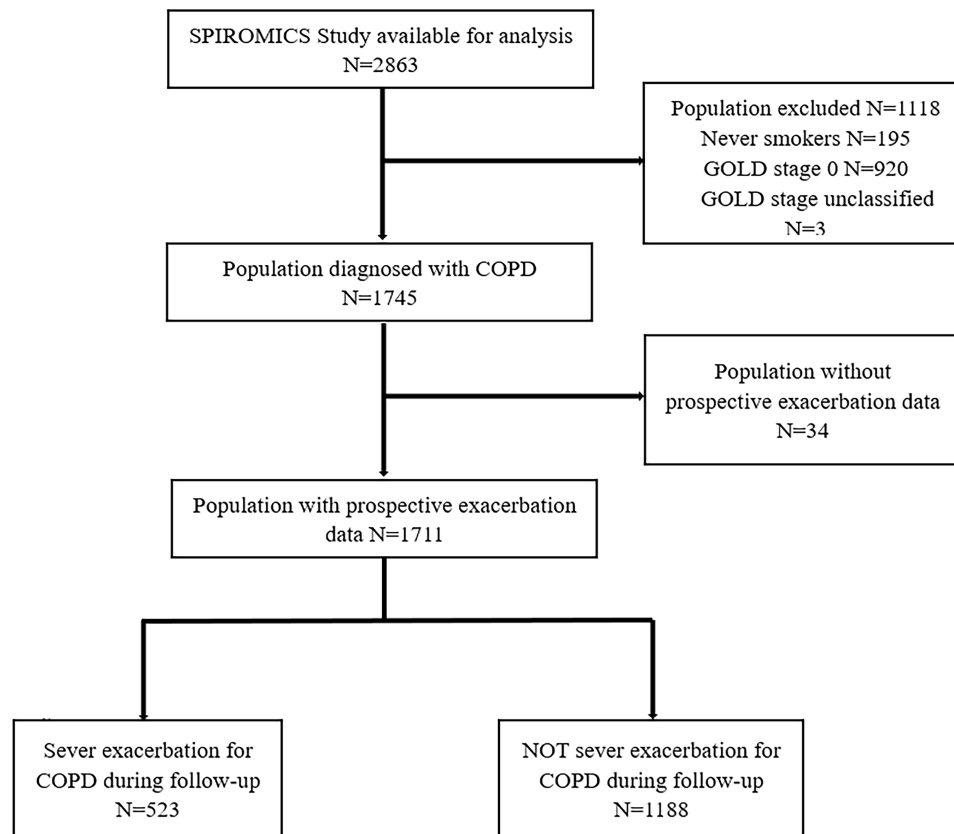 SPIROMICS Study available for analysis
N=2863
Population excluded N=1118
Never smokers N=195
GOLD stage 0 N=920
GOLD stage unclassified
N=3
Population diagnosed with COPD
N=1745
Population without
prospective exacerbation data
N=34
Population with prospective exacerbation
data N=1711
Sever exacerbation for
COPD during follow-up
N=523
NOT sever exacerbation for
COPD during follow-up
N=1188